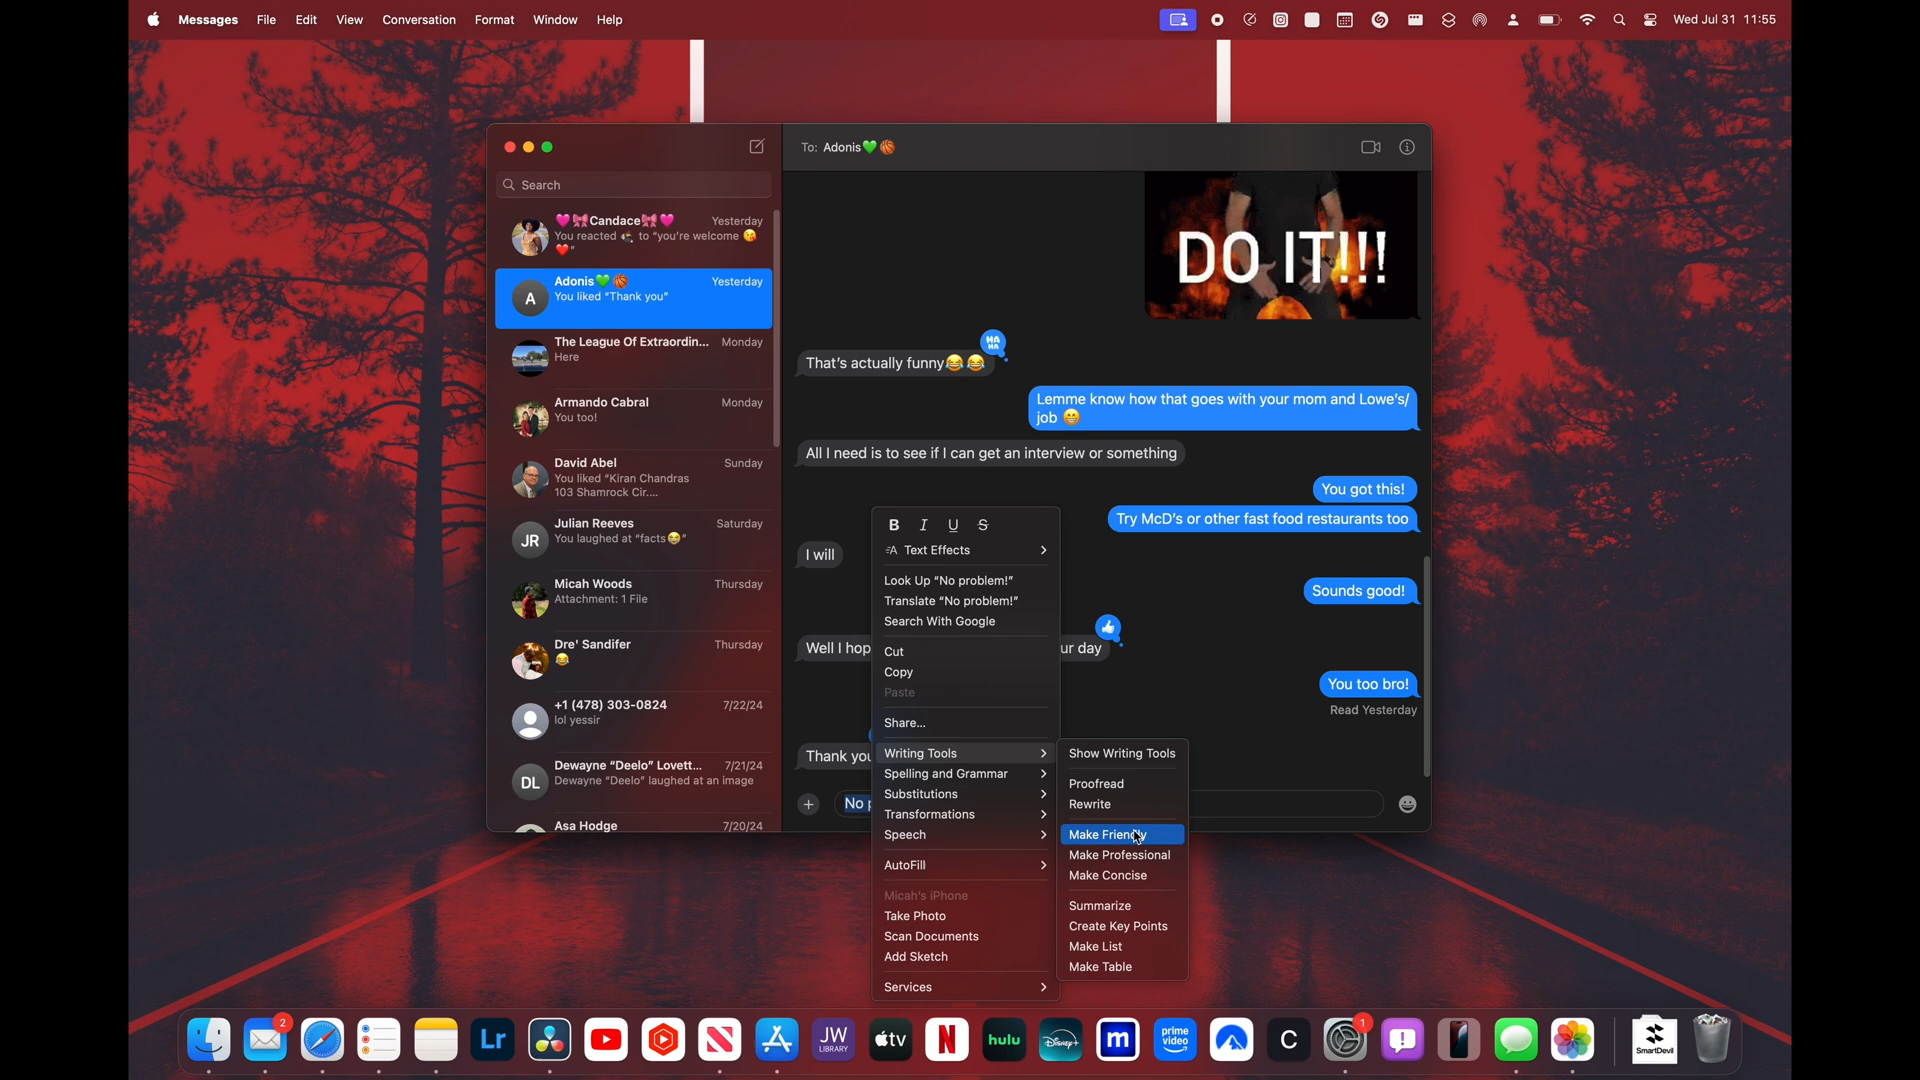 Messages File Edit View Conversation Format Window Help
Wed Jul 31 11:55
Search
To: Adonis💚🏀
💗🎀Candace🎀💗 Yesterday
You reacted to “you’re welcome 😘
❤️”
Adonis💚🏀 Yesterday
A
You liked “Thank you”
The League Of Extraordin... Monday
Here
Armando Cabral Monday
You too!
David Abel Sunday
You liked “Kiran Chandras
103 Shamrock Cir....
Julian Reeves Saturday
JR
You laughed at “facts😂”
Micah Woods Thursday
Attachment: 1 File
Dre' Sandifer Thursday
😂
+1 (478) 303-0824 7/22/24
lol yessir
Dewayne “Deelo” Lovett... 7/21/24
DL
Dewayne “Deelo” laughed at an image
Asa Hodge 7/20/24
DO IT!!!
HA
HA
That's actually funny😂😂
Lemme know how that goes with your mom and Lowe's/
job 😁
All I need is to see if I can get an interview or something
You got this!
Try McD's or other fast food restaurants too
I will
Sounds good!
Well I hop
ur day
You too bro!
Read Yesterday
Thank you
No p
B I U S
Text Effects
Look Up “No problem!”
Translate “No problem!”
Search With Google
Cut
Copy
Paste
Share...
Writing Tools
Spelling and Grammar
Substitutions
Transformations
Speech
AutoFill
Micah's iPhone
Take Photo
Scan Documents
Add Sketch
Services
Show Writing Tools
Proofread
Rewrite
Make Friendly
Make Professional
Make Concise
Summarize
Create Key Points
Make List
Make Table
2
Lr
JW
LIBRARY
tv
N
hulu
Disney+
m
prime
video
C
1
SmartDevil